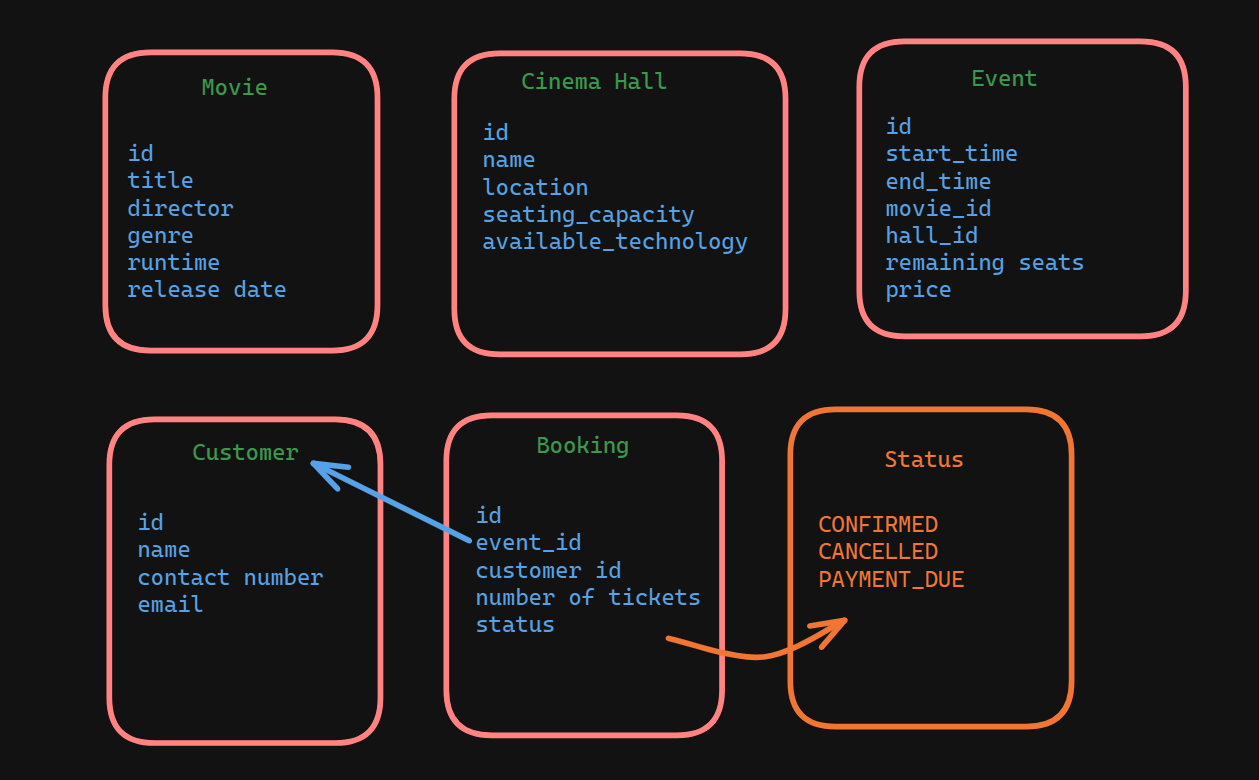 Movie
id
title
director
genre
runtime
release date
Cinema Hall
id
name
location
seating_capacity
available_technology
Event
id
start_time
end_time
movie_id
hall_id
remaining seats
price
Customer
id
name
contact number
email
Booking
id
event_id
customer id
number of tickets
status
Status
CONFIRMED
CANCELLED
PAYMENT_DUE